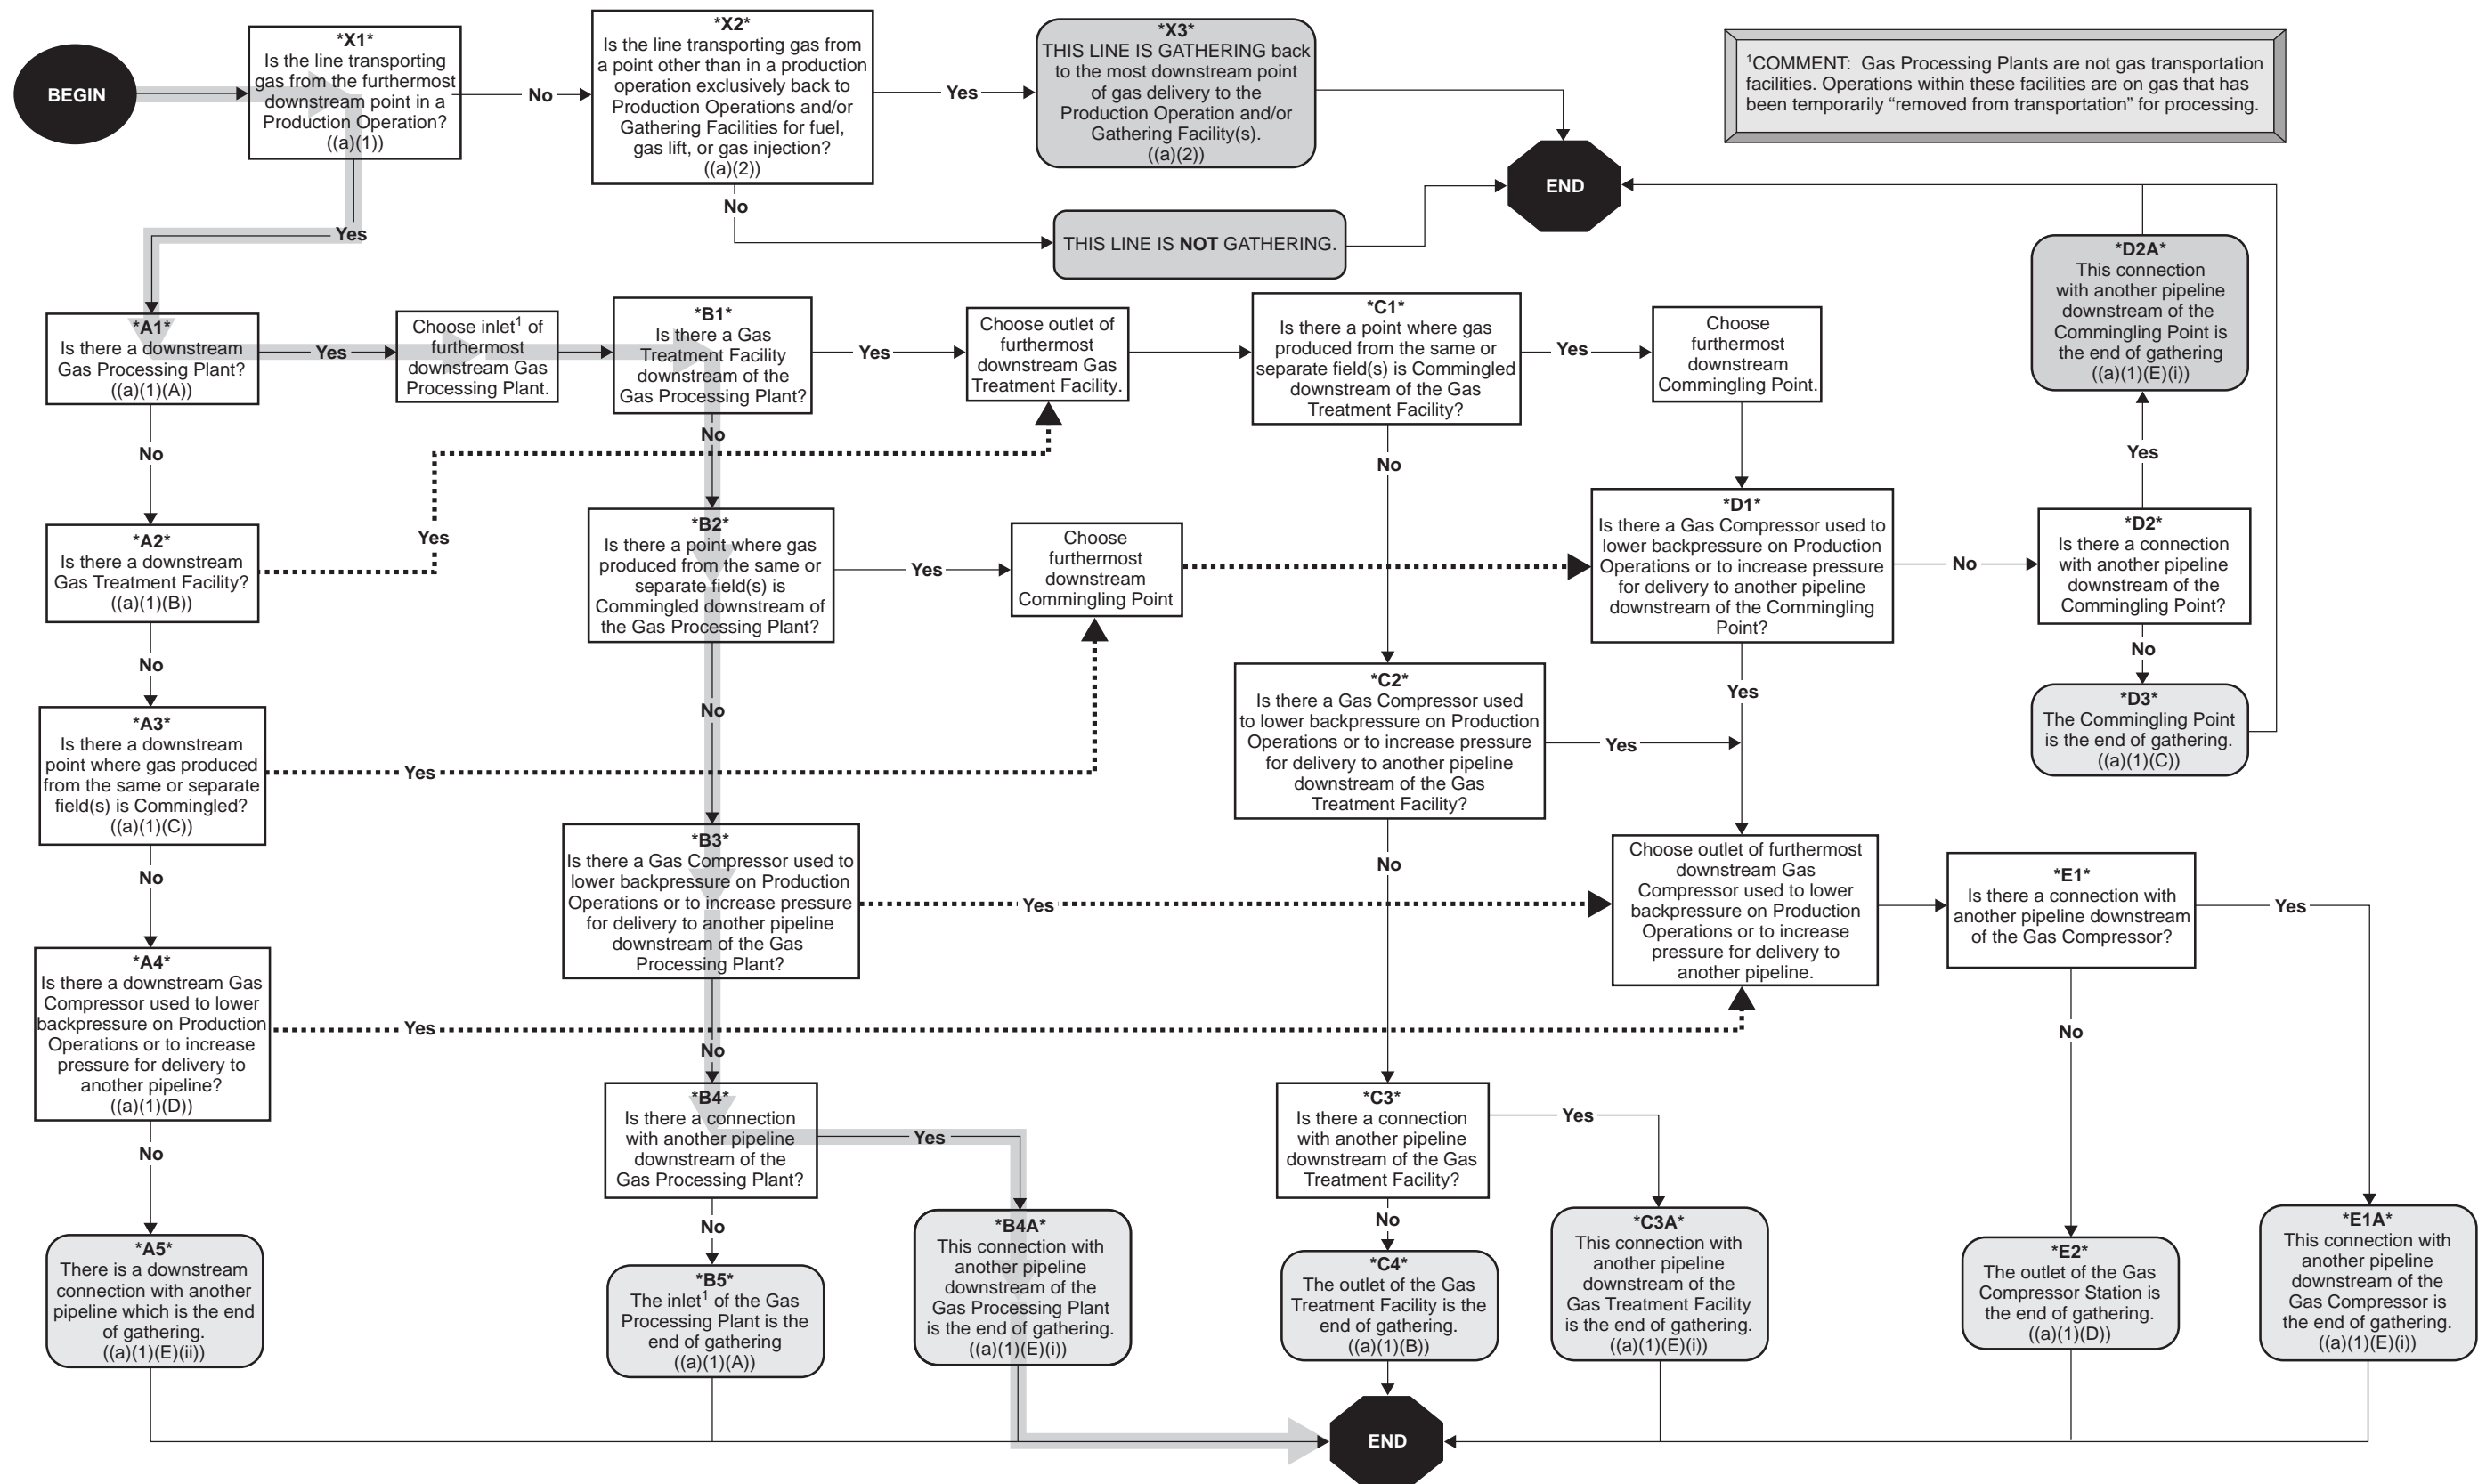 BEGIN
*X1*
Is the line transporting
gas from the furthermost
downstream point in a
Production Operation?
((a)(1))
No
*X2*
Is the line transporting gas from
a point other than in a production
operation exclusively back to
Production Operations and/or
Gathering Facilities for fuel,
gas lift, or gas injection?
((a)(2))
Yes
*X3*
THIS LINE IS GATHERING back
to the most downstream point
of gas delivery to the
Production Operation and/or
Gathering Facility(s).
((a)(2))
¹COMMENT: Gas Processing Plants are not gas transportation
facilities. Operations within these facilities are on gas that has
been temporarily “removed from transportation” for processing.
END
No
THIS LINE IS NOT GATHERING.
Yes
*A1*
Is there a downstream
Gas Processing Plant?
((a)(1)(A))
Yes
Choose inlet¹ of
furthermost
downstream Gas
Processing Plant.
*B1*
Is there a Gas
Treatment Facility
downstream of the
Gas Processing Plant?
Yes
Choose outlet of
furthermost
downstream Gas
Treatment Facility.
*C1*
Is there a point where gas
produced from the same or
separate field(s) is Commingled
downstream of the Gas
Treatment Facility?
Yes
Choose
furthermost
downstream
Commingling Point.
*D2A*
This connection
with another pipeline
downstream of the
Commingling Point is
the end of gathering
((a)(1)(E)(i))
No
No
No
Yes
*A2*
Is there a downstream
Gas Treatment Facility?
((a)(1)(B))
Yes
*B2*
Is there a point where gas
produced from the same or
separate field(s) is
Commingled downstream of
the Gas Processing Plant?
Yes
Choose
furthermost
downstream
Commingling Point
*D1*
Is there a Gas Compressor used to
lower backpressure on Production
Operations or to increase pressure
for delivery to another pipeline
downstream of the Commingling
Point?
No
*D2*
Is there a connection
with another pipeline
downstream of the
Commingling Point?
No
No
Yes
No
*D3*
The Commingling Point
is the end of gathering.
((a)(1)(C))
*A3*
Is there a downstream
point where gas produced
from the same or separate
field(s) is Commingled?
((a)(1)(C))
Yes
*C2*
Is there a Gas Compressor used
to lower backpressure on Production
Operations or to increase pressure
for delivery to another pipeline
downstream of the Gas
Treatment Facility?
Yes
No
No
*B3*
Is there a Gas Compressor used to
lower backpressure on Production
Operations or to increase pressure
for delivery to another pipeline
downstream of the Gas
Processing Plant?
Yes
Choose outlet of furthermost
downstream Gas
Compressor used to lower
backpressure on Production
Operations or to increase
pressure for delivery to
another pipeline.
*E1*
Is there a connection with
another pipeline downstream
of the Gas Compressor?
Yes
*A4*
Is there a downstream Gas
Compressor used to lower
backpressure on Production
Operations or to increase
pressure for delivery to
another pipeline?
((a)(1)(D))
Yes
No
No
No
*B4*
Is there a connection
with another pipeline
downstream of the
Gas Processing Plant?
Yes
*C3*
Is there a connection
with another pipeline
downstream of the Gas
Treatment Facility?
Yes
No
No
*A5*
There is a downstream
connection with another
pipeline which is the end
of gathering.
((a)(1)(E)(ii))
*B5*
The inlet¹ of the Gas
Processing Plant is the
end of gathering
((a)(1)(A))
*B4A*
This connection with
another pipeline
downstream of the
Gas Processing Plant
is the end of gathering.
((a)(1)(E)(i))
*C4*
The outlet of the Gas
Treatment Facility is the
end of gathering.
((a)(1)(B))
*C3A*
This connection with
another pipeline
downstream of the
Gas Treatment Facility
is the end of gathering.
((a)(1)(E)(i))
*E2*
The outlet of the Gas
Compressor Station is
the end of gathering.
((a)(1)(D))
*E1A*
This connection with
another pipeline
downstream of the
Gas Compressor is
the end of gathering.
((a)(1)(E)(i))
END